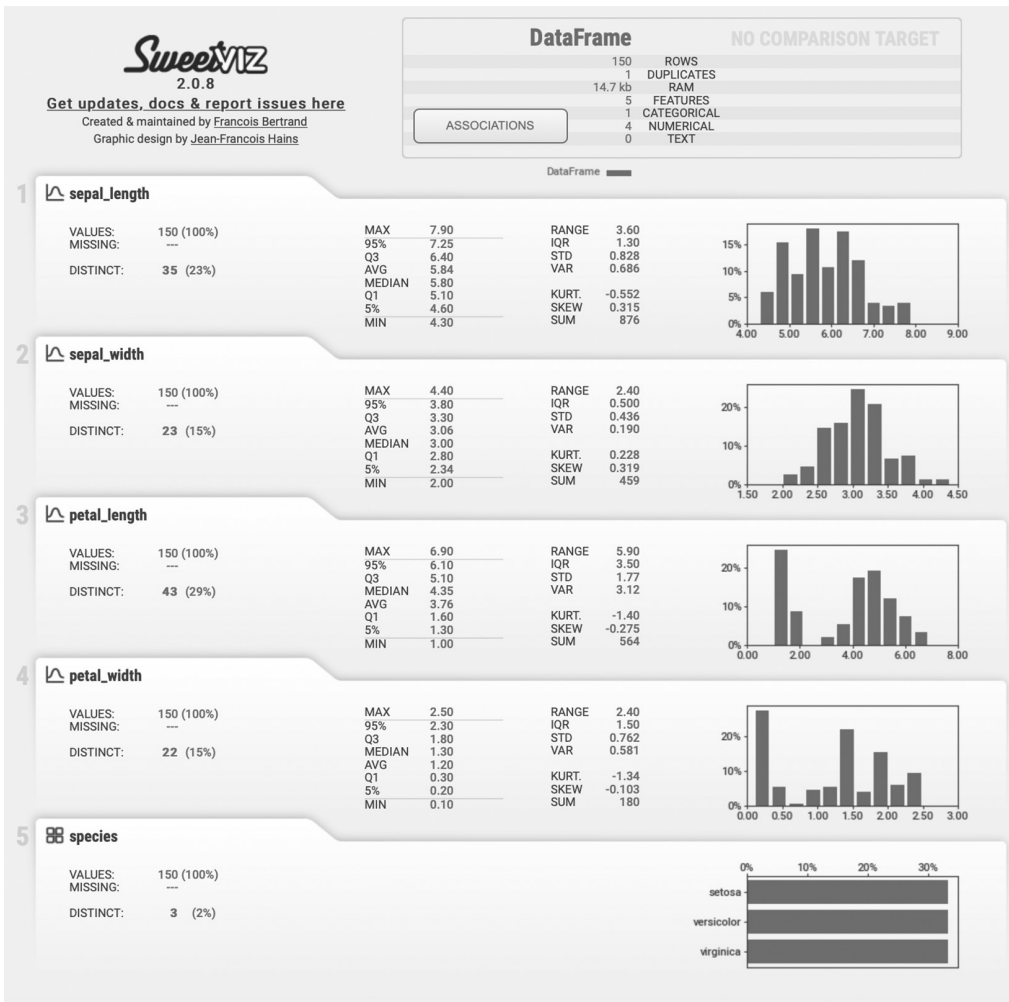 SweetVIZ
2.0.8
Get updates, docs & report issues here
Created & maintained by Francois Bertrand
Graphic design by Jean-Francois Hains
DataFrame NO COMPARISON TARGET
150 ROWS
1 DUPLICATES
14.7 kb RAM
5 FEATURES
1 CATEGORICAL
4 NUMERICAL
0 TEXT
ASSOCIATIONS
DataFrame
1 sepal_length
VALUES: 150 (100%)
MISSING: ---
DISTINCT: 35 (23%)
MAX 7.90
95% 7.25
Q3 6.40
AVG 5.84
MEDIAN 5.80
Q1 5.10
5% 4.60
MIN 4.30
RANGE 3.60
IQR 1.30
STD 0.828
VAR 0.686
KURT. -0.552
SKEW 0.315
SUM 876
15%
10%
5%
0%
4.00 5.00 6.00 7.00 8.00 9.00
2 sepal_width
VALUES: 150 (100%)
MISSING: ---
DISTINCT: 23 (15%)
MAX 4.40
95% 3.80
Q3 3.30
AVG 3.06
MEDIAN 3.00
Q1 2.80
5% 2.34
MIN 2.00
RANGE 2.40
IQR 0.500
STD 0.436
VAR 0.190
KURT. 0.228
SKEW 0.319
SUM 459
20%
10%
0%
1.50 2.00 2.50 3.00 3.50 4.00 4.50
3 petal_length
VALUES: 150 (100%)
MISSING: ---
DISTINCT: 43 (29%)
MAX 6.90
95% 6.10
Q3 5.10
MEDIAN 4.35
AVG 3.76
Q1 1.60
5% 1.30
MIN 1.00
RANGE 5.90
IQR 3.50
STD 1.77
VAR 3.12
KURT. -1.40
SKEW -0.275
SUM 564
20%
10%
0%
0.00 2.00 4.00 6.00 8.00
4 petal_width
VALUES: 150 (100%)
MISSING: ---
DISTINCT: 22 (15%)
MAX 2.50
95% 2.30
Q3 1.80
MEDIAN 1.30
AVG 1.20
Q1 0.30
5% 0.20
MIN 0.10
RANGE 2.40
IQR 1.50
STD 0.762
VAR 0.581
KURT. -1.34
SKEW -0.103
SUM 180
20%
10%
0%
0.00 0.50 1.00 1.50 2.00 2.50 3.00
5 species
VALUES: 150 (100%)
MISSING: ---
DISTINCT: 3 (2%)
0% 10% 20% 30%
setosa
versicolor
virginica